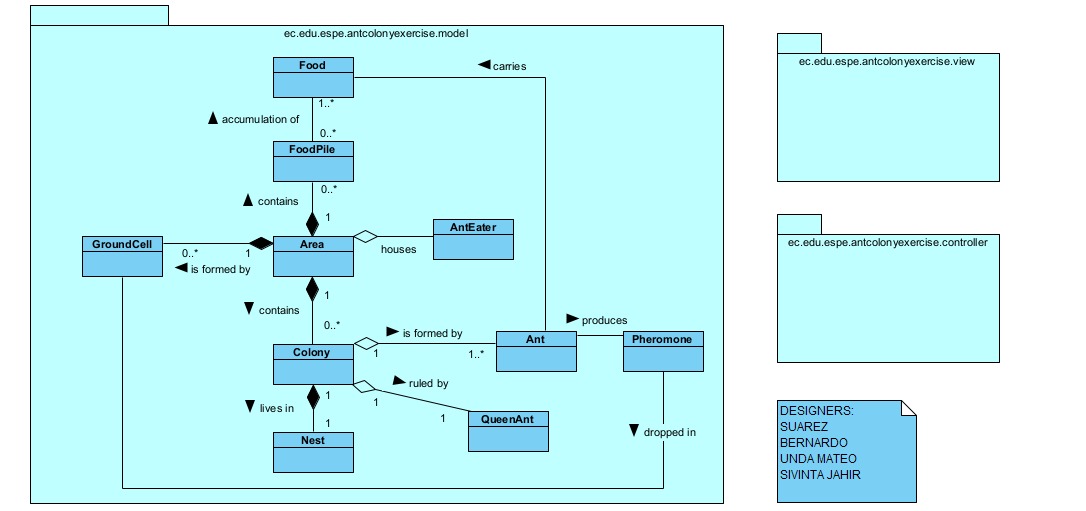 ec.edu.espe.antcolonyexercise.model
Food
carries
1..*
accumulation of
0..*
FoodPile
0..*
contains
1
AntEater
GroundCell
Area
houses
0..*
1
is formed by
1
contains
0..*
produces
is formed by
Ant
Pheromone
Colony
1
1..*
ruled by
1
1
lives in
1
1
QueenAnt
dropped in
Nest
ec.edu.espe.antcolonyexercise.view
ec.edu.espe.antcolonyexercise.controller
DESIGNERS:
SUAREZ
BERNARDO
UNDA MATEO
SIVINTA JAHIR